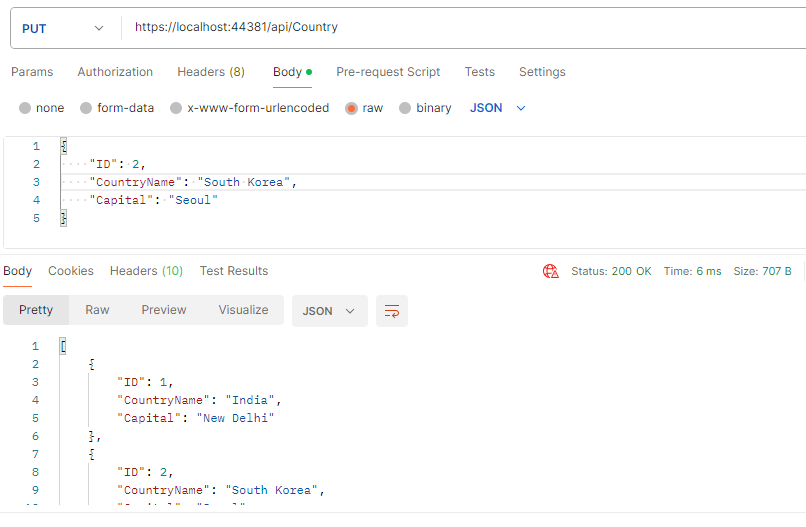 PUT https://localhost:44381/api/Country
Params Authorization Headers (8) Body Pre-request Script Tests Settings
none form-data x-www-form-urlencoded raw binary JSON
1 {
2 "ID": 2,
3 "CountryName": "South Korea",
4 "Capital": "Seoul"
5 }
Body Cookies Headers (10) Test Results Status: 200 OK Time: 6 ms Size: 707 B
Pretty Raw Preview Visualize JSON
1 [
2 {
3 "ID": 1,
4 "CountryName": "India",
5 "Capital": "New Delhi"
6 },
7 {
8 "ID": 2,
9 "CountryName": "South Korea",